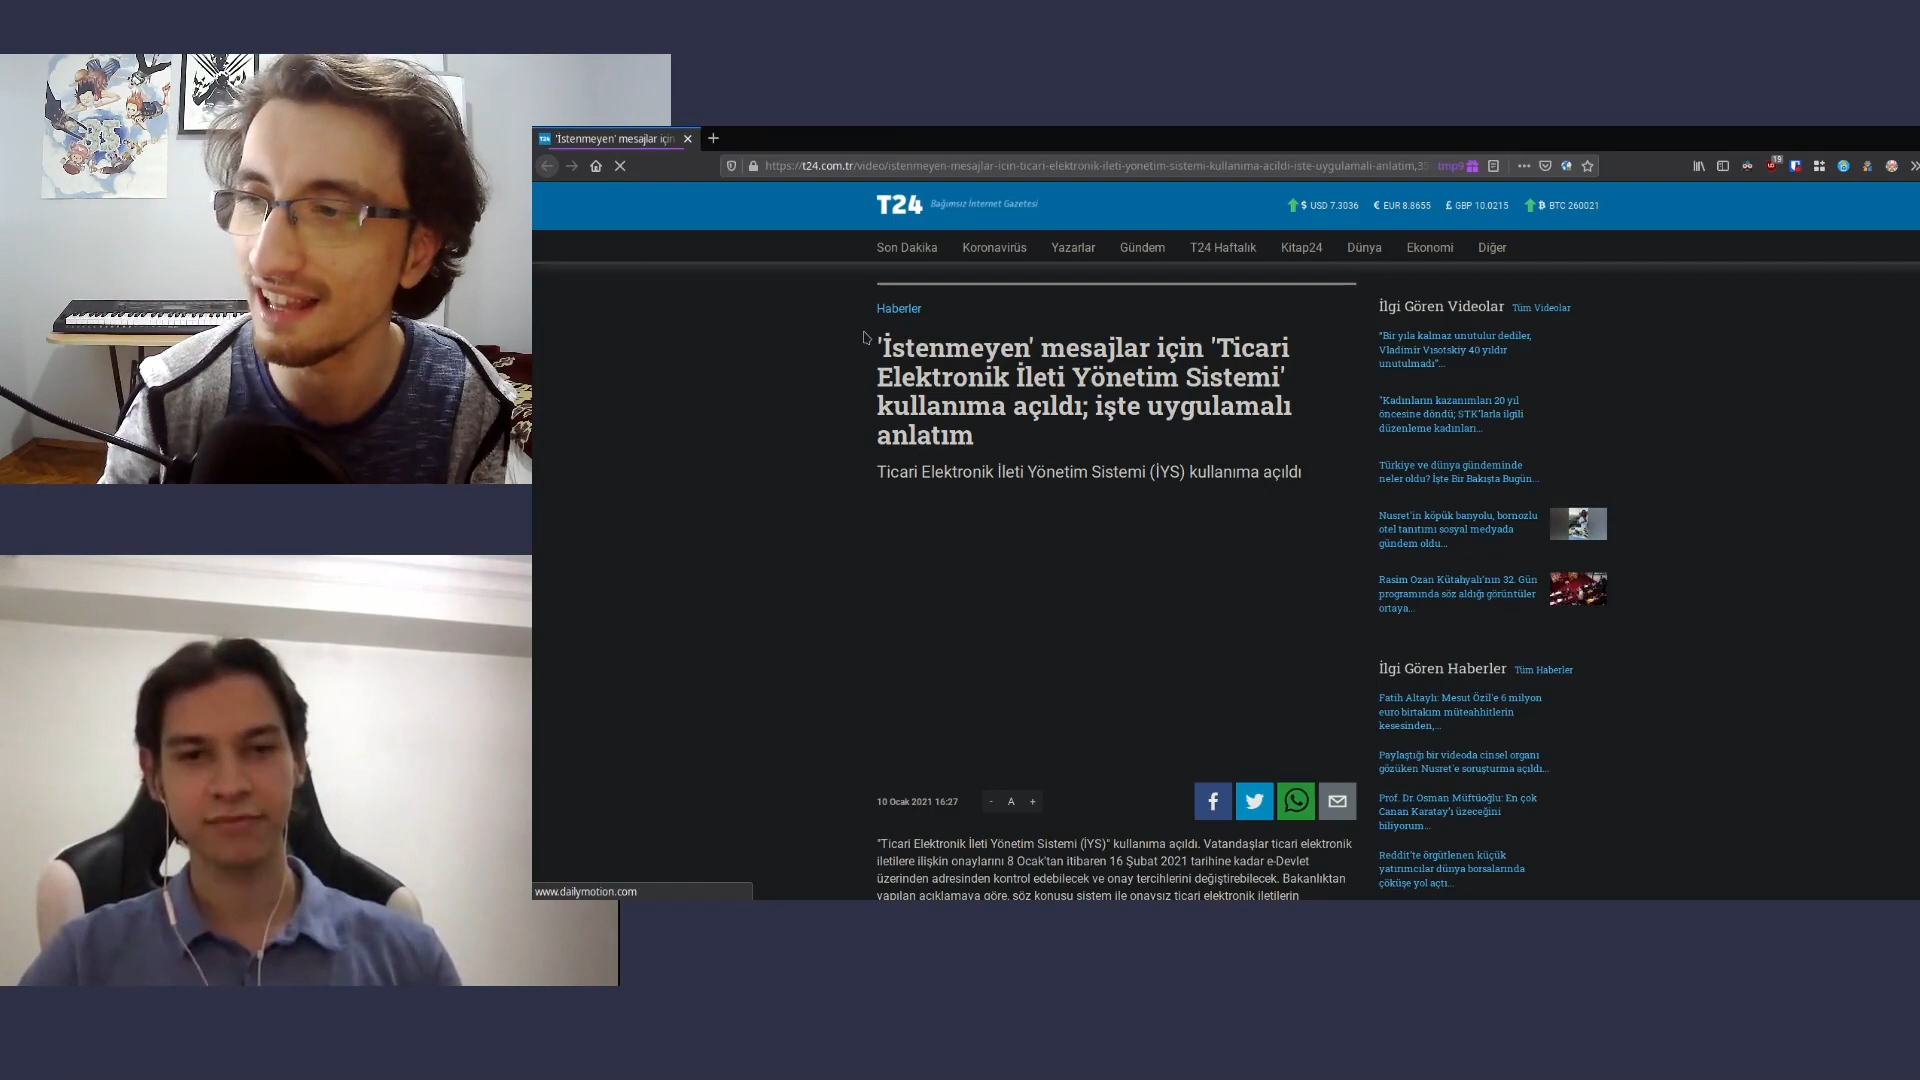 'İstenmeyen' mesajlar için
https://t24.com.tr/video/istenmeyen-mesajlar-icin-ticari-elektronik-ileti-yonetim-sistemi-kullanima-acildi-iste-uygulamali-anlatim,35
tmp9
19
T24
Bağımsız İnternet Gazetesi
$ USD 7.3036
€ EUR 8.8655
£ GBP 10.0215
BTC 260021
Son Dakika
Koronavirüs
Yazarlar
Gündem
T24 Haftalık
Kitap24
Dünya
Ekonomi
Diğer
Haberler
'İstenmeyen' mesajlar için 'Ticari
Elektronik İleti Yönetim Sistemi'
kullanıma açıldı; işte uygulamalı
anlatım
Ticari Elektronik İleti Yönetim Sistemi (İYS) kullanıma açıldı
10 Ocak 2021 16:27
- A +
"Ticari Elektronik İleti Yönetim Sistemi (İYS)" kullanıma açıldı. Vatandaşlar ticari elektronik
iletilere ilişkin onaylarını 8 Ocak'tan itibaren 16 Şubat 2021 tarihine kadar e-Devlet
üzerinden adresinden kontrol edebilecek ve onay tercihlerini değiştirebilecek. Bakanlıktan
yapılan açıklamaya göre, söz konusu sistem ile onaysız ticari elektronik iletilerin
İlgi Gören Videolar Tüm Videolar
"Bir yıla kalmaz unutulur dediler,
Vladimir Vısotskiy 40 yıldır
unutulmadı"...
"Kadınların kazanımları 20 yıl
öncesine döndü; STK'larla ilgili
düzenleme kadınları...
Türkiye ve dünya gündeminde
neler oldu? İşte Bir Bakışta Bugün...
Nusret'in köpük banyolu, bornozlu
otel tanıtımı sosyal medyada
gündem oldu...
Rasim Ozan Kütahyalı'nın 32. Gün
programında söz aldığı görüntüler
ortaya...
İlgi Gören Haberler Tüm Haberler
Fatih Altaylı: Mesut Özil'e 6 milyon
euro birtakım müteahhitlerin
kesesinden,...
Paylaştığı bir videoda cinsel organı
gözüken Nusret'e soruşturma açıldı...
Prof. Dr. Osman Müftüoğlu: En çok
Canan Karatay'ı üzeceğini
biliyorum...
Reddit'te örgütlenen küçük
yatırımcılar dünya borsalarında
çöküşe yol açtı...
www.dailymotion.com